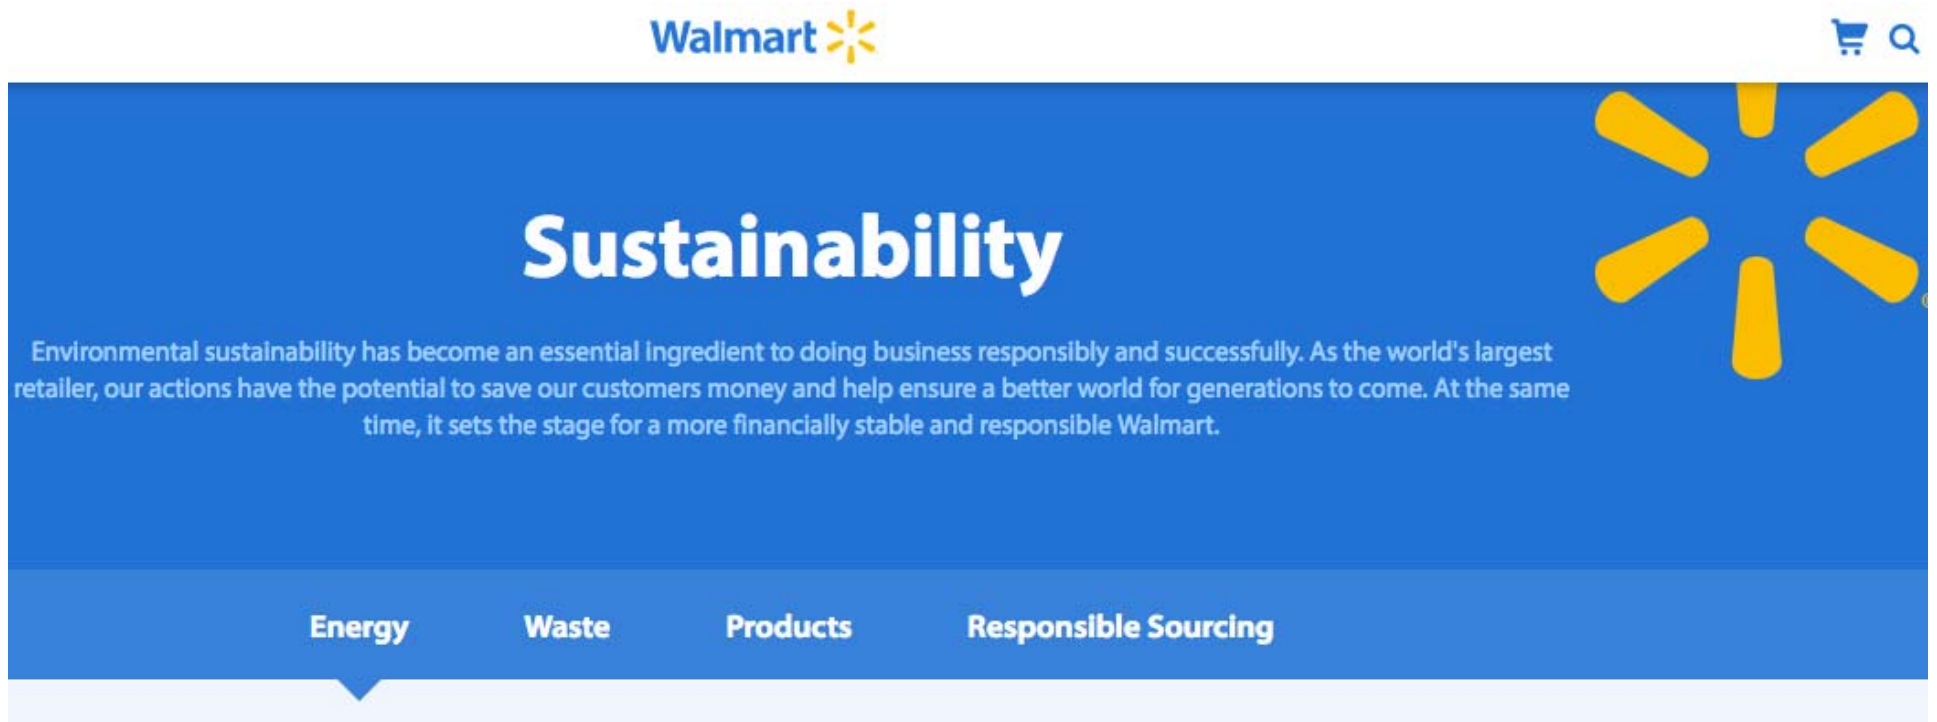 Walmart
Sustainability
Environmental sustainability has become an essential ingredient to doing business responsibly and successfully. As the world's largest
retailer, our actions have the potential to save our customers money and help ensure a better world for generations to come. At the same
time, it sets the stage for a more financially stable and responsible Walmart.
Energy Waste Products Responsible Sourcing